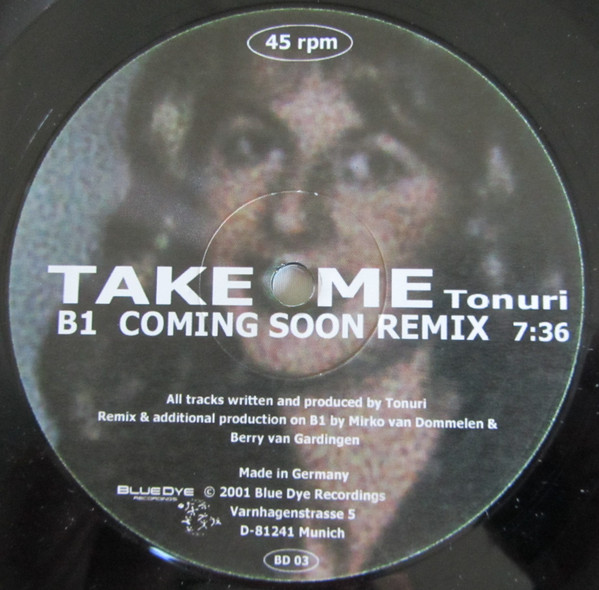 45 rpm
TAKE ME Tonuri
B1 COMING SOON REMIX 7:36
All tracks written and produced by Tonuri
Remix & additional production on B1 by Mirko van Dommelen &
Berry van Gardingen
Made in Germany
BLUE DYE © 2001 Blue Dye Recordings
RECORDINGS
Varnhagenstrasse 5
D-81241 Munich
BD 03